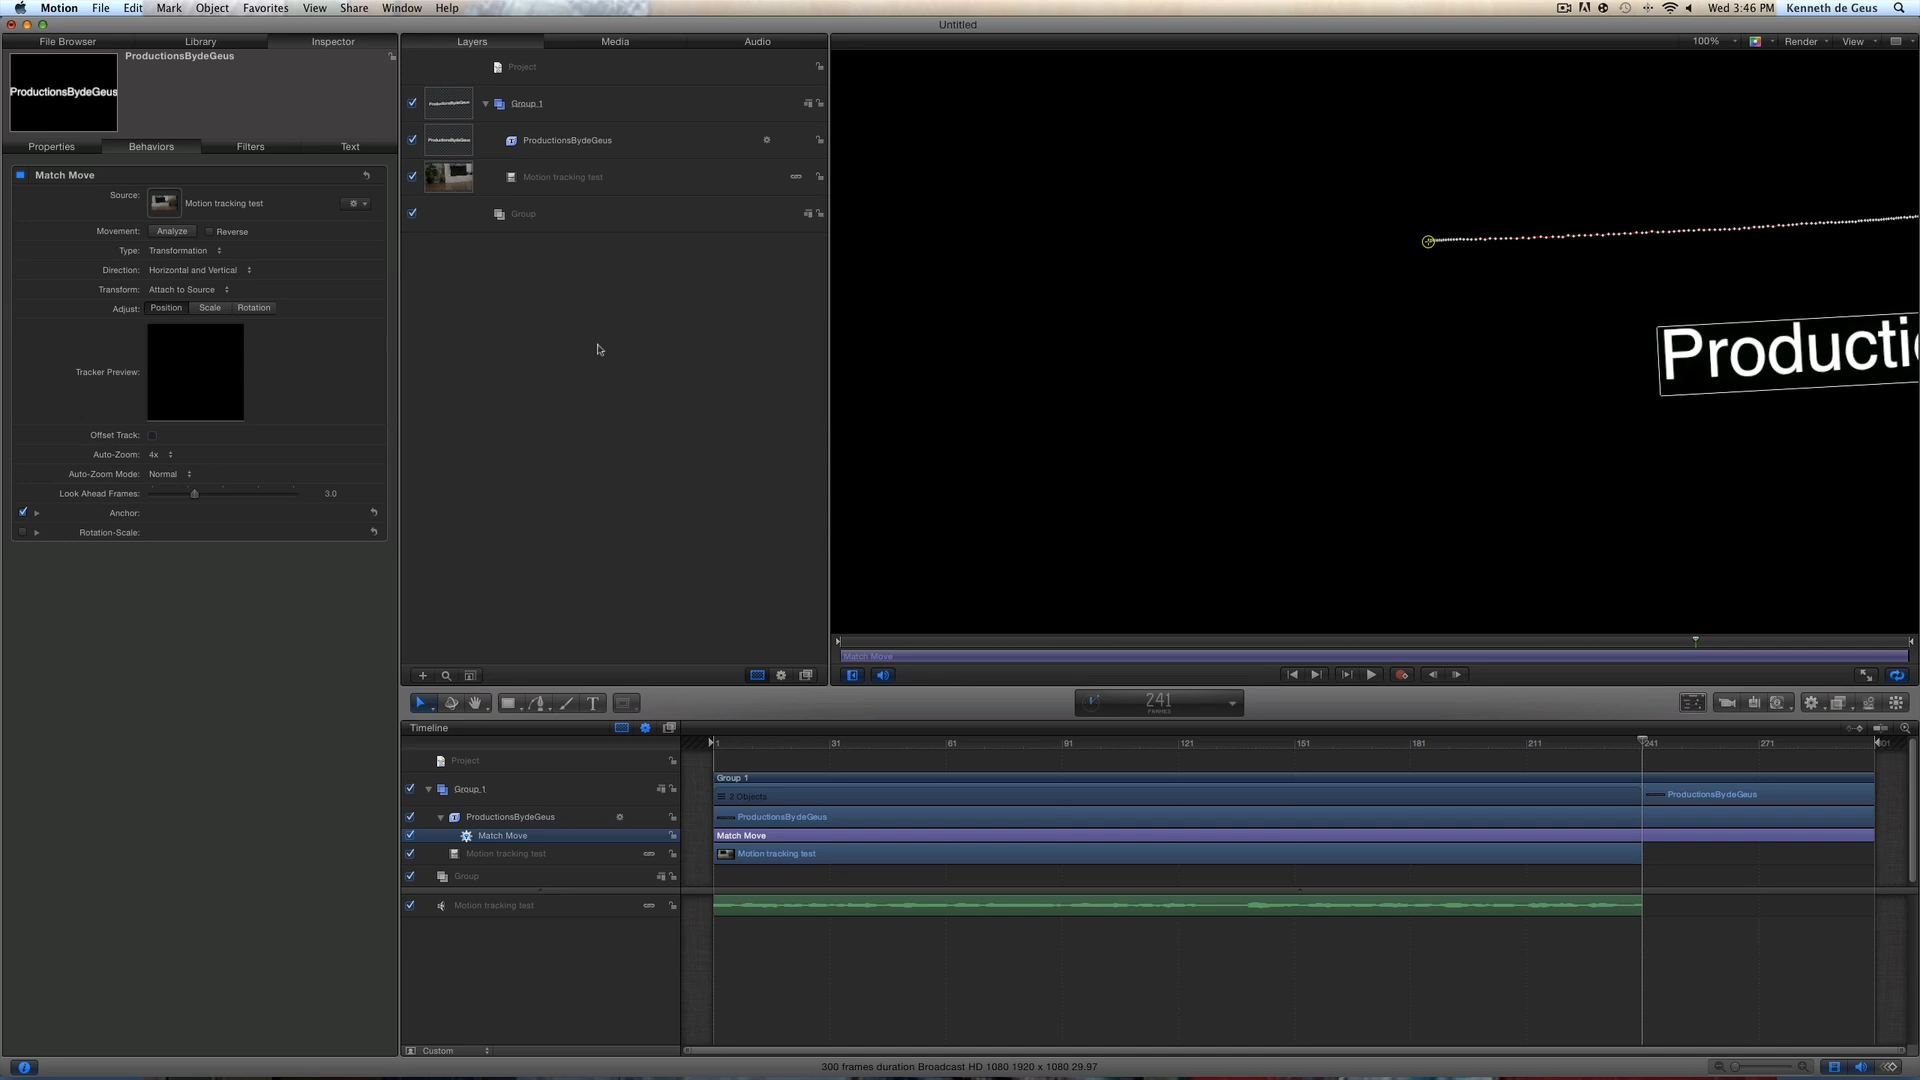 Motion File Edit Mark Object Favorites View Share Window Help Wed 3:46 PM Kenneth de Geus
Untitled
File Browser Library Inspector Layers Media Audio 100% Render View
ProductionsBydeGeus
ProductionsBydeGeus
Project
Group 1
ProductionsBydeGeus
Motion tracking test
Group
Properties Behaviors Filters Text
Match Move
Source: Motion tracking test
Movement: Analyze Reverse
Type: Transformation
Direction: Horizontal and Vertical
Transform: Attach to Source
Adjust: Position Scale Rotation
Tracker Preview:
Offset Track:
Auto-Zoom: 4x
Auto-Zoom Mode: Normal
Look Ahead Frames: 3.0
Anchor:
Rotation-Scale:
Producti
Match Move
241
FRAMES
Timeline
1 31 61 91 121 151 181 211 241 271 301
Project
Group 1 Group 1
2 Objects ProductionsBydeGeus
ProductionsBydeGeus ProductionsBydeGeus
Match Move Match Move
Motion tracking test Motion tracking test
Group
Motion tracking test
Custom
300 frames duration Broadcast HD 1080 1920 x 1080 29.97